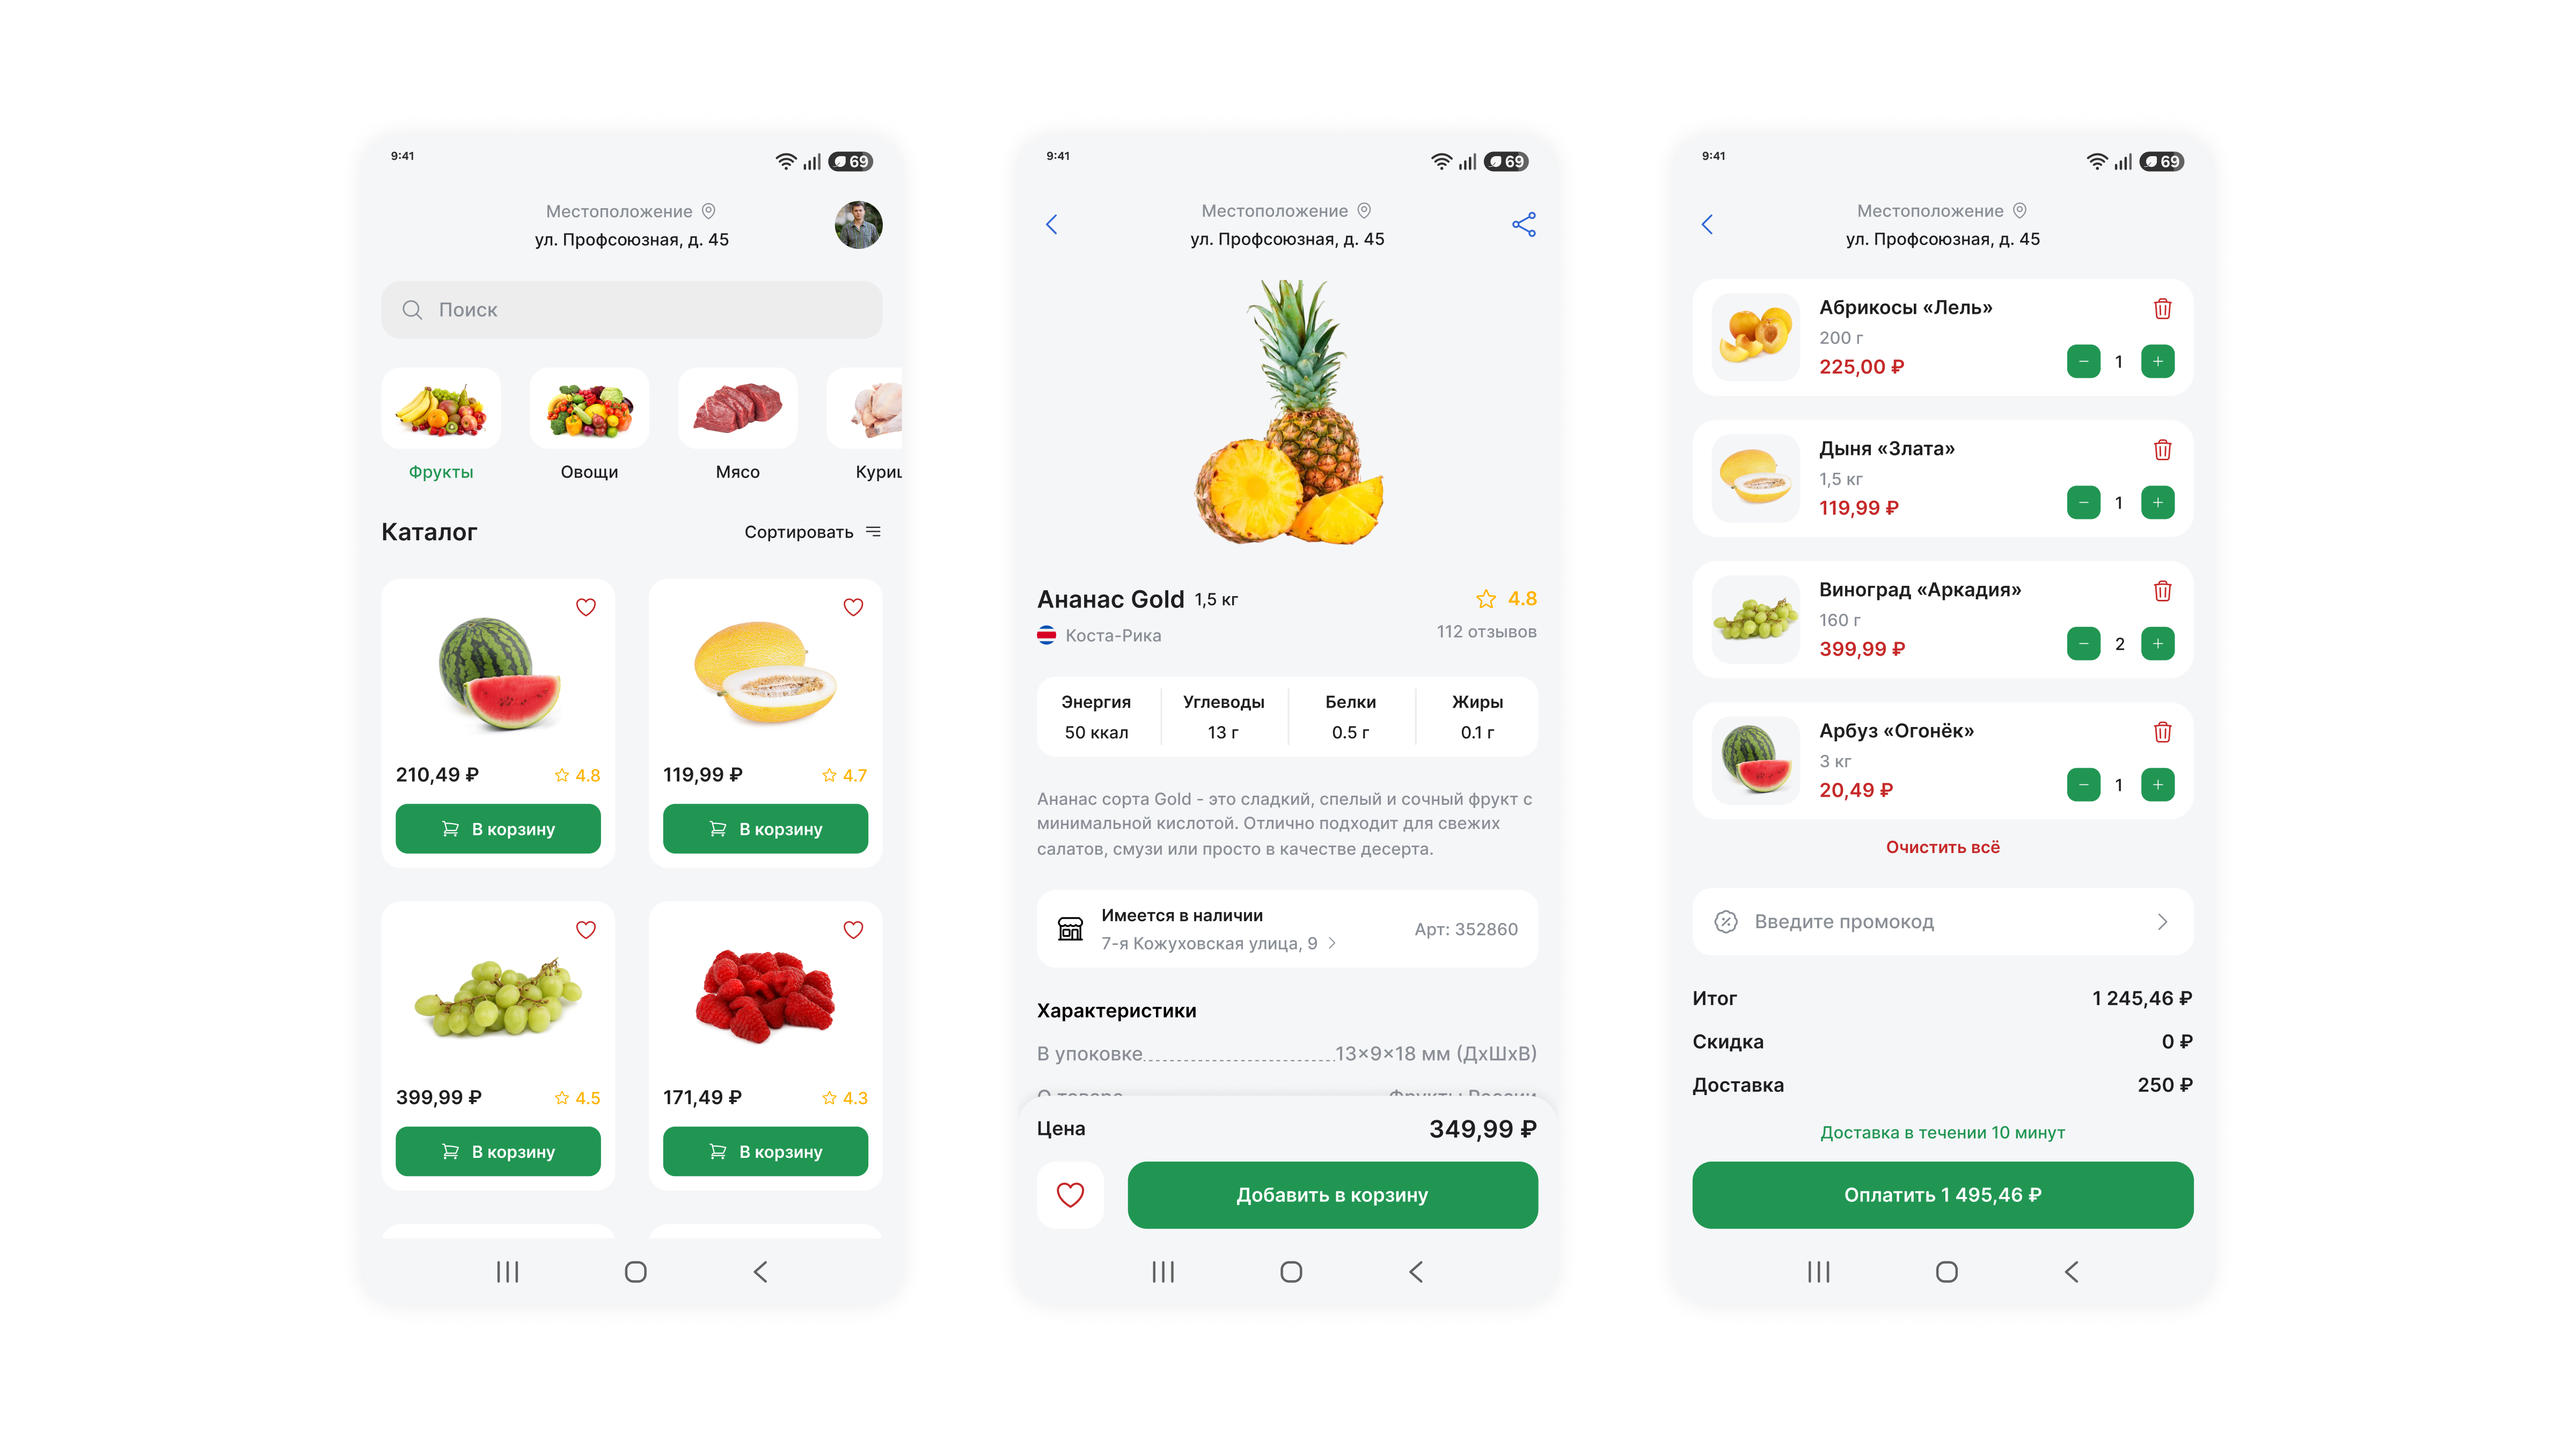 9:41
69
Местоположение
ул. Профсоюзная, д. 45
Поиск
Фрукты
Овощи
Мясо
Куриц
Каталог
Сортировать
210,49 ₽
4.8
В корзину
119,99 ₽
4.7
В корзину
399,99 ₽
4.5
В корзину
171,49 ₽
4.3
В корзину
9:41
69
Местоположение
ул. Профсоюзная, д. 45
Ананас Gold 1,5 кг
4.8
Коста-Рика
112 отзывов
Энергия
50 ккал
Углеводы
13 г
Белки
0.5 г
Жиры
0.1 г
Ананас сорта Gold - это сладкий, спелый и сочный фрукт с
минимальной кислотой. Отлично подходит для свежих
салатов, смузи или просто в качестве десерта.
Имеется в наличии
7-я Кожуховская улица, 9
Арт: 352860
Характеристики
В упоковке 13×9×18 мм (ДхШхВ)
О товаре Фрукты России
Цена 349,99 ₽
Добавить в корзину
9:41
69
Местоположение
ул. Профсоюзная, д. 45
Абрикосы «Лель»
200 г
225,00 ₽
1
Дыня «Злата»
1,5 кг
119,99 ₽
1
Виноград «Аркадия»
160 г
399,99 ₽
2
Арбуз «Огонёк»
3 кг
20,49 ₽
1
Очистить всё
Введите промокод
Итог 1 245,46 ₽
Скидка 0 ₽
Доставка 250 ₽
Доставка в течении 10 минут
Оплатить 1 495,46 ₽